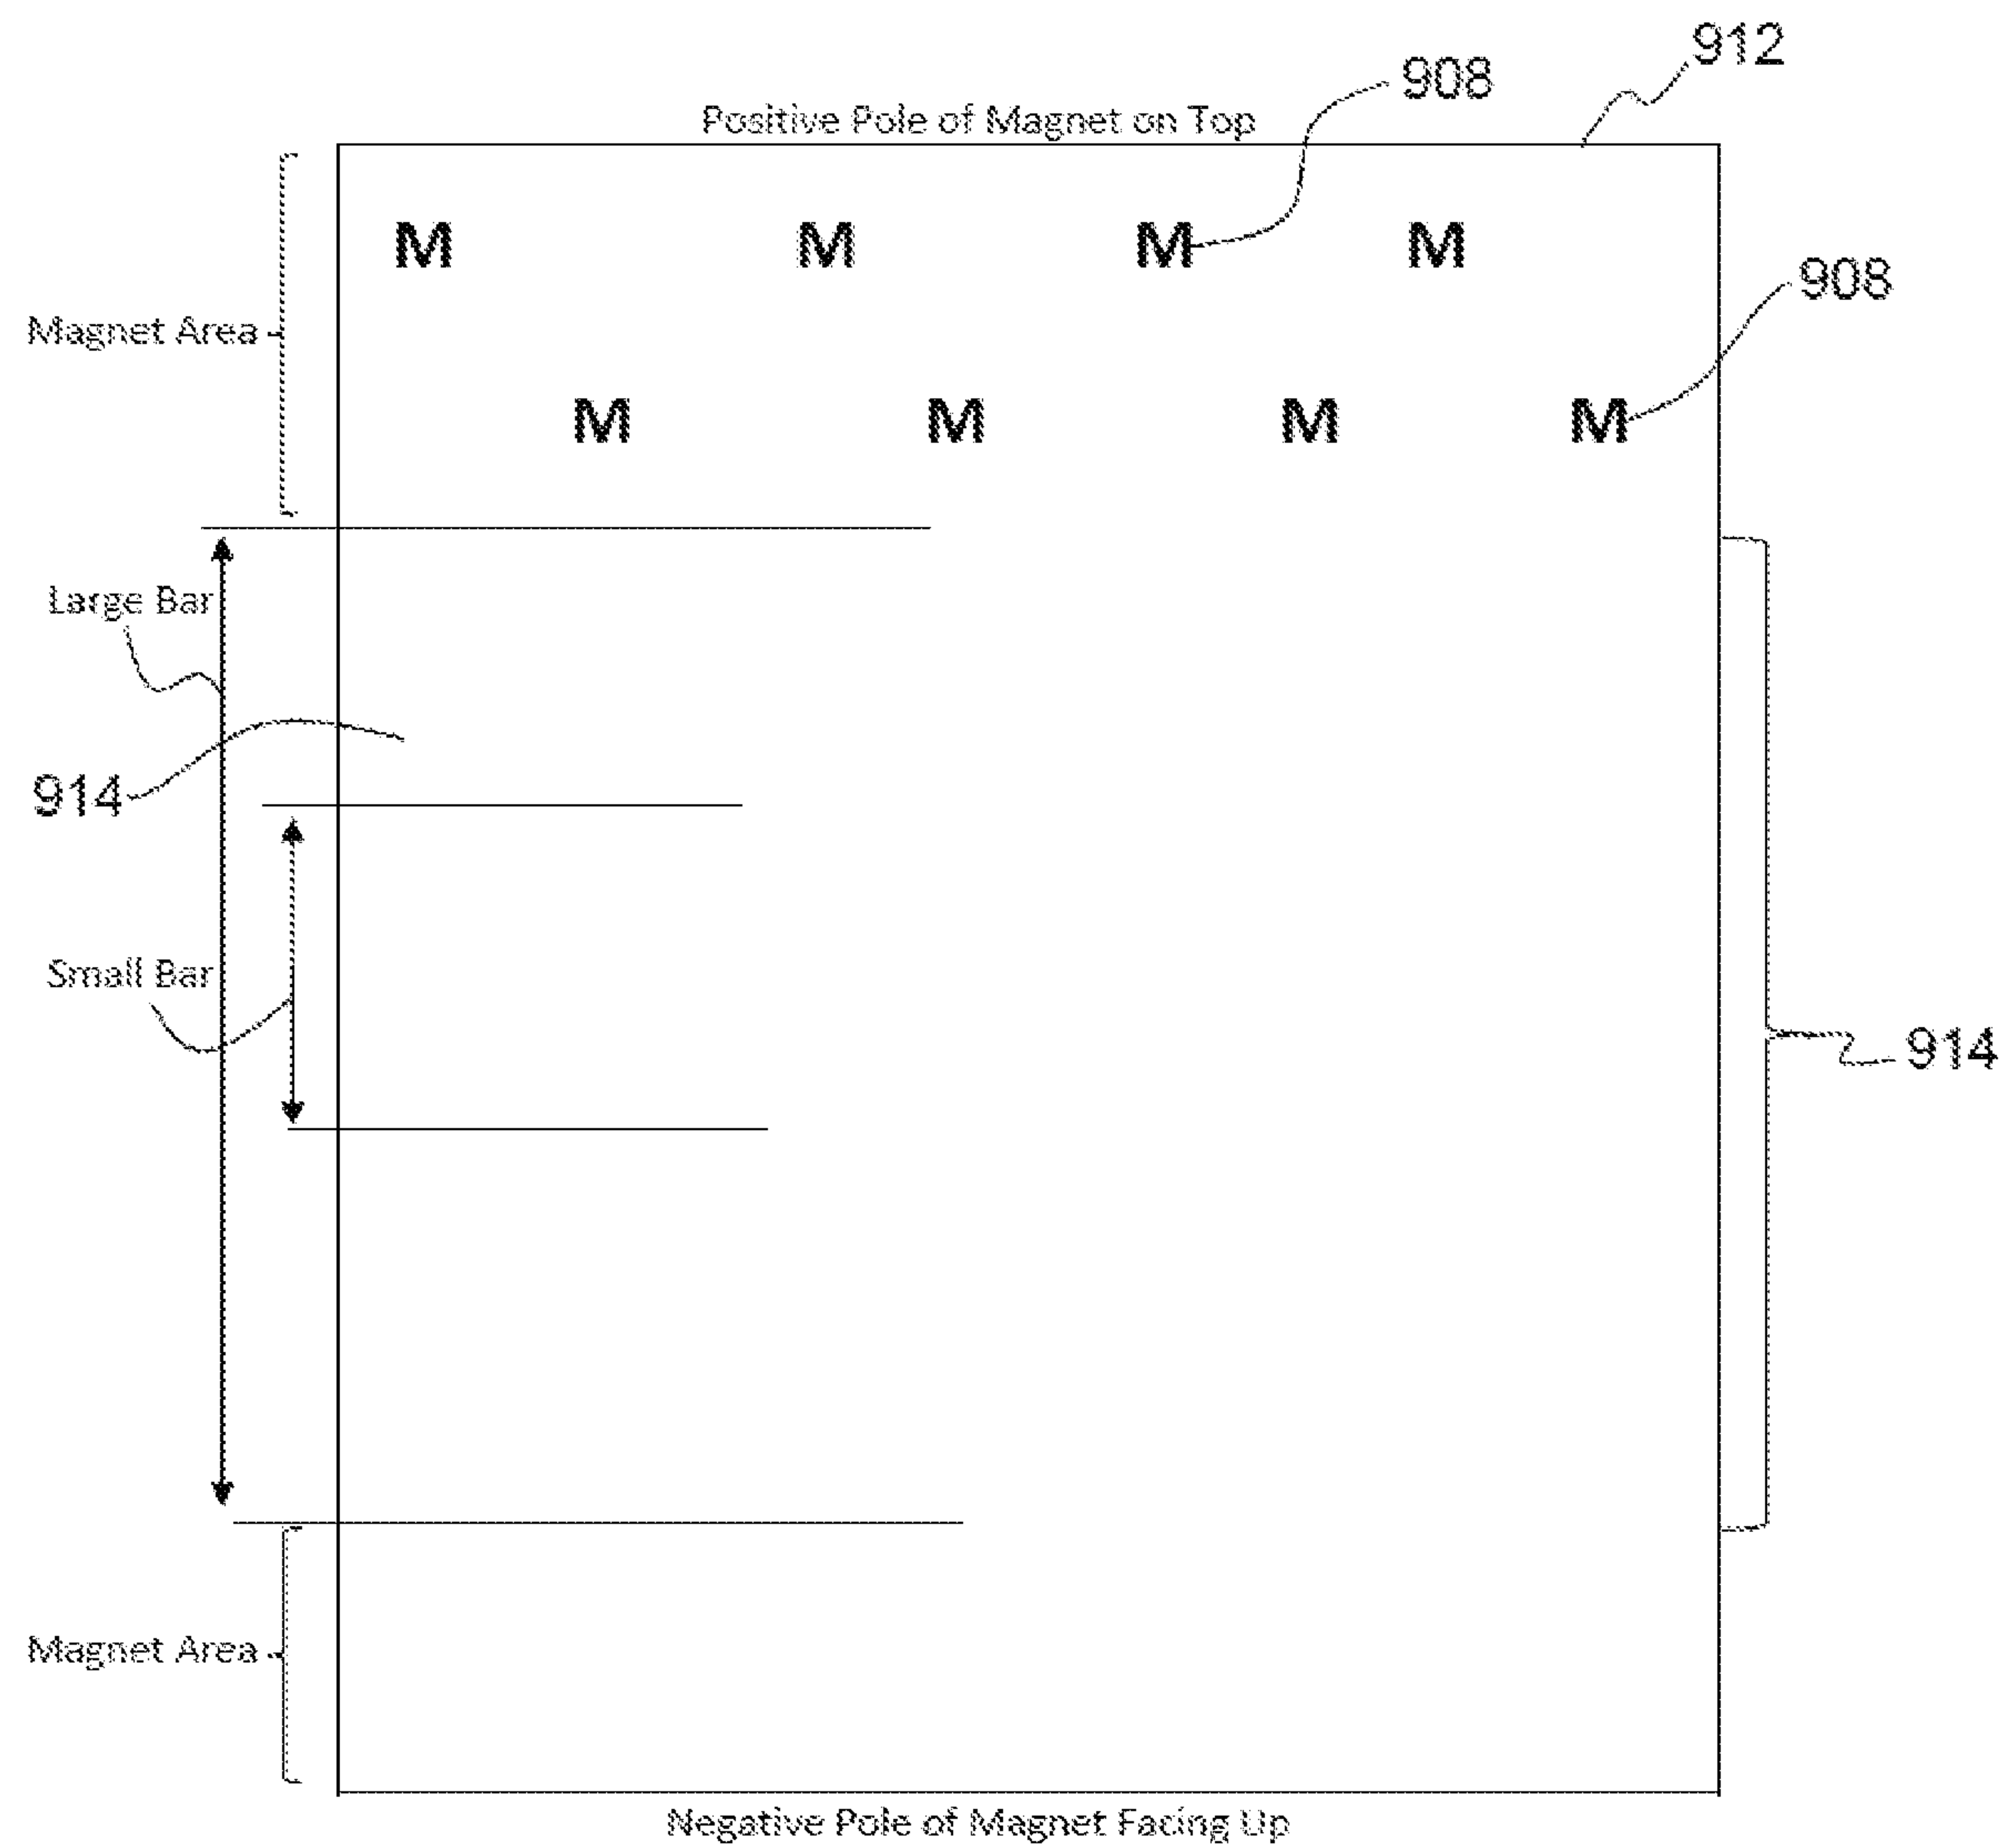 912
908
Positive Pole of Magnet on Top
M M M M
908
Magnet Area
M M M M
Large Bar
914
Small Bar
914
Magnet Area
Negative Pole of Magnet Facing Up